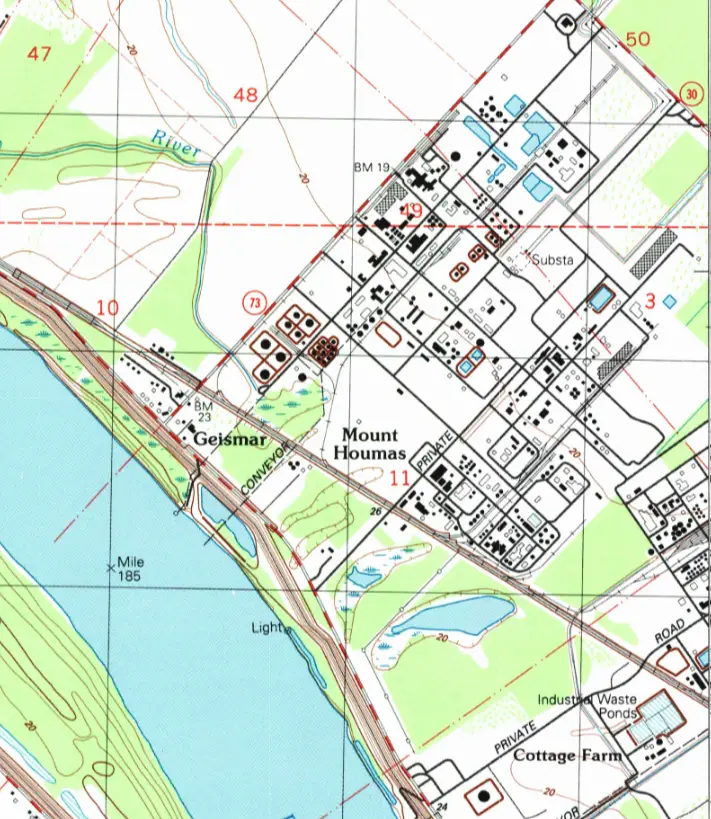 50
47
20
30
48
River
BM 19
20
49
Substa
3
10
73
BM
23
Geismar
Mount
Houmas
PRIVATE
CONVEYOR
11
20
26
Mile
185
Light
20
ROAD
Industrial Waste
Ponds
20
PRIVATE
Cottage Farm
20
24